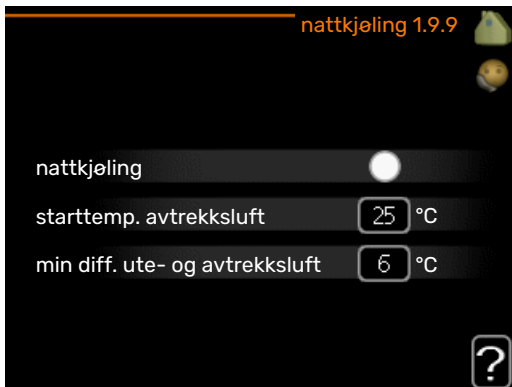 nattkjøling 1.9.9
nattkjøling
starttemp. avtrekksluft 25 °C
min diff. ute- og avtrekksluft 6 °C
?